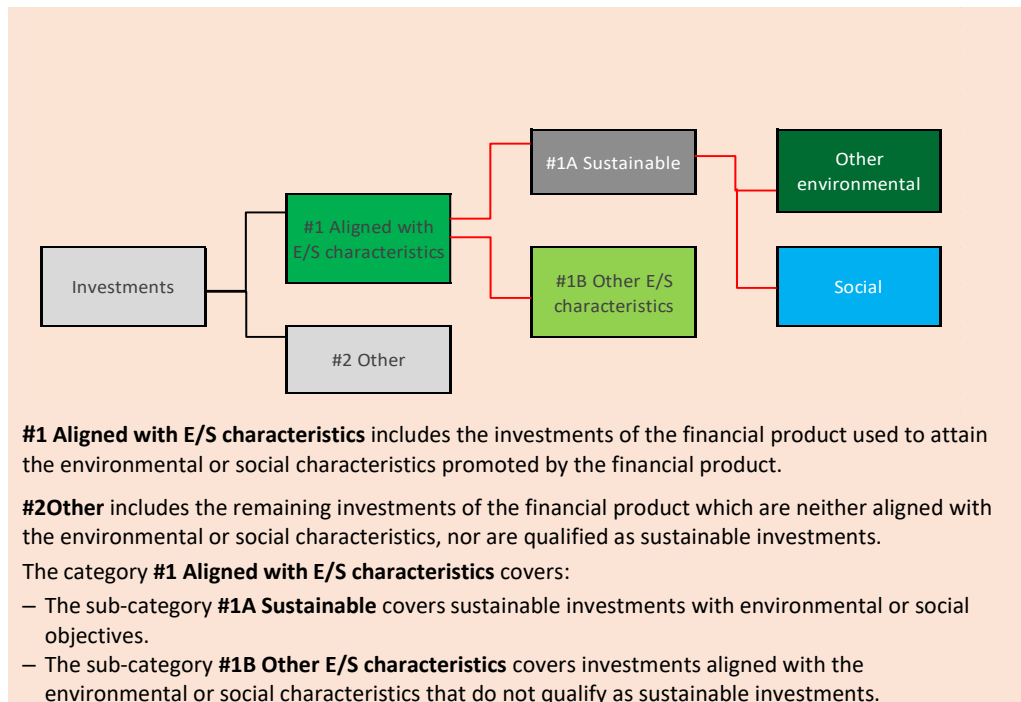 #1A Sustainable
Other
environmental
#1 Aligned with
E/S characteristics
Investments
#1B Other E/S
characteristics
Social
#2 Other
#1 Aligned with E/S characteristics includes the investments of the financial product used to attain
the environmental or social characteristics promoted by the financial product.
#2Other includes the remaining investments of the financial product which are neither aligned with
the environmental or social characteristics, nor are qualified as sustainable investments.
The category #1 Aligned with E/S characteristics covers:
– The sub-category #1A Sustainable covers sustainable investments with environmental or social
objectives.
– The sub-category #1B Other E/S characteristics covers investments aligned with the
environmental or social characteristics that do not qualify as sustainable investments.